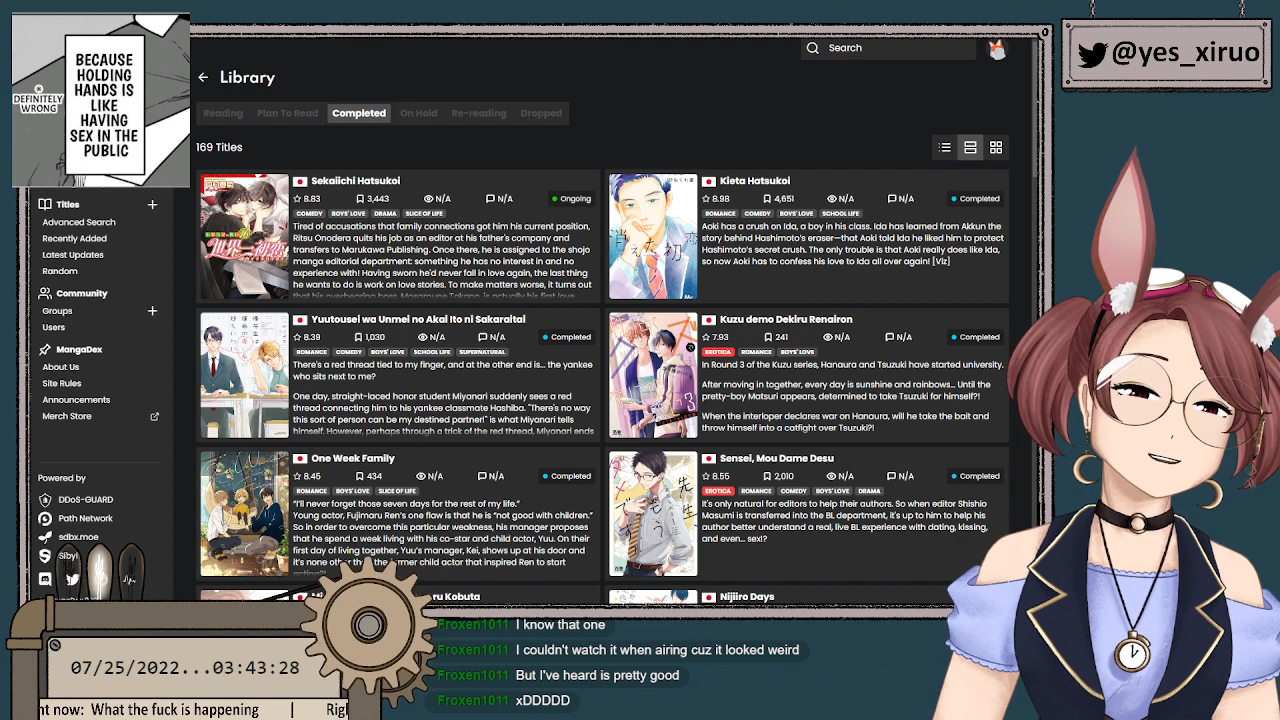 BECAUSE
HOLDING
HANDS IS
LIKE
HAVING
SEX IN THE
PUBLIC
DEFINITELY
WRONG
@yes_xiruo
Search
Library
Reading
Plan To Read
Completed
On Hold
Re-reading
Dropped
169 Titles
Titles
Advanced Search
Recently Added
Latest Updates
Random
Community
Groups
Users
MangaDex
About Us
Site Rules
Announcements
Merch Store
Powered by
DDoS-GUARD
Path Network
sdbx.moe
Sibyl
Sekaiichi Hatsukoi
8.83 3,443 N/A N/A Ongoing
COMEDY BOYS' LOVE DRAMA SLICE OF LIFE
Tired of accusations that family connections got him his current position,
Ritsu Onodera quits his job as an editor at his father's company and
transfers to Marukawa Publishing. Once there, he is assigned to the shojo
manga editorial department: something he has no interest in and no
experience with! Having sworn he'd never fall in love again, the last thing
he wants to do is work on love stories. To make matters worse, it turns out
that his overbearing boss, Masamune Takano, is actually his first love.
Kieta Hatsukoi
8.98 4,651 N/A N/A Completed
ROMANCE COMEDY BOYS' LOVE SCHOOL LIFE
Aoki has a crush on Ida, a boy in his class. Ida has learned from Akkun the
story behind Hashimoto's eraser—that Aoki told Ida he liked him to protect
Hashimoto's secret crush. The only trouble is that Aoki really does like Ida,
so now Aoki has to confess his love to Ida all over again! [Viz]
Yuutousei wa Unmei no Akai Ito ni Sakaraitai
8.39 1,030 N/A N/A Completed
ROMANCE COMEDY BOYS' LOVE SCHOOL LIFE SUPERNATURAL
There's a red thread tied to my finger, and at the other end is... the yankee
who sits next to me?
One day, straight-laced honor student Miyanari suddenly sees a red
thread connecting him to his yankee classmate Hashiba. "There's no way
this sort of person can be my destined partner!" is what Miyanari tells
himself. However, perhaps through a trick of the red thread, Miyanari ends
Kuzu demo Dekiru Renairon
7.93 241 N/A N/A Completed
EROTICA ROMANCE BOYS' LOVE
In Round 3 of the Kuzu series, Hanaura and Tsuzuki have started university.
After moving in together, every day is sunshine and rainbows... Until the
pretty-boy Matsuri appears, determined to take Tsuzuki for himself?!
When the interloper declares war on Hanaura, will he take the bait and
throw himself into a catfight over Tsuzuki?!
One Week Family
8.45 434 N/A N/A Completed
ROMANCE BOYS' LOVE SLICE OF LIFE
"I'll never forget those seven days for the rest of my life."
Young actor, Fujimaru Ren's one flaw is that he is "not good with children."
So in order to overcome this particular weakness, his manager proposes
that he spend a week living with his co-star and child actor, Yuu. On their
first day of living together, Yuu's manager, Kei, shows up at his door and
it's none other than the former child actor that inspired Ren to start
acting?!
Sensei, Mou Dame Desu
8.55 2,010 N/A N/A Completed
EROTICA ROMANCE COMEDY BOYS' LOVE DRAMA
It's only natural for editors to help their authors. So when editor Shishio
Masumi is transferred into the BL department, it's up to him to help his
author better understand a real, live BL experience with dating, kissing,
and even... sex!?
Kobuta
Nijiiro Days
07/25/2022...03:43:28
now: What the fuck is happening |
Froxen1011 I know that one
Froxen1011 I couldn't watch it when airing cuz it looked weird
Froxen1011 But I've heard is pretty good
Froxen1011 xDDDDD